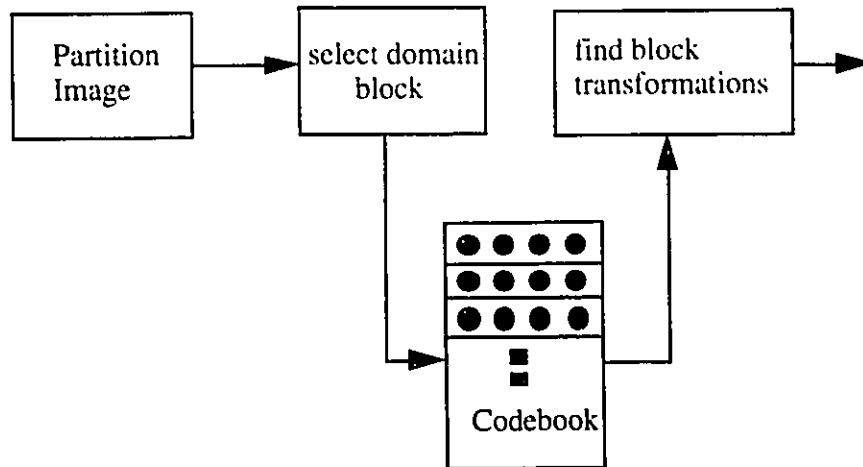 Partition
Image
select domain
block
find block
transformations
Codebook